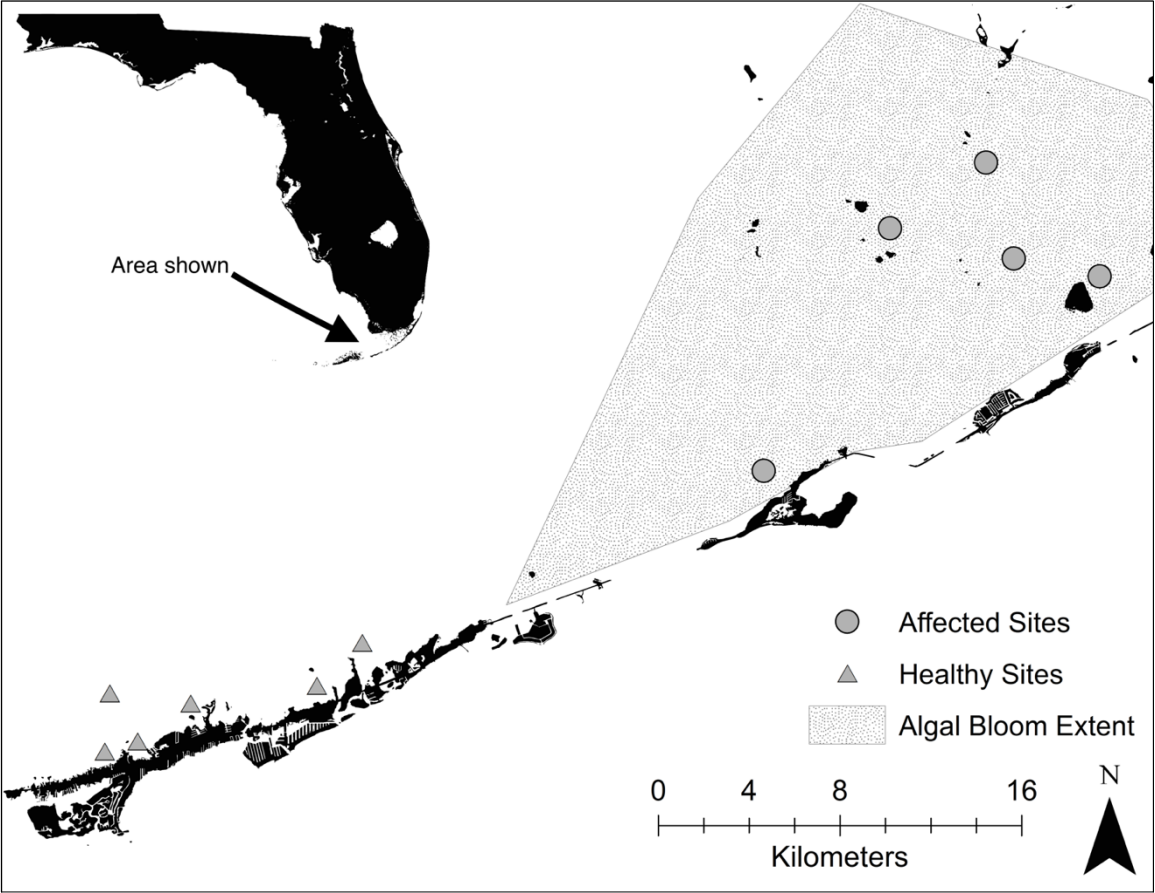 Area shown
Affected Sites
Healthy Sites
Algal Bloom Extent
N
0 4 8 16
Kilometers